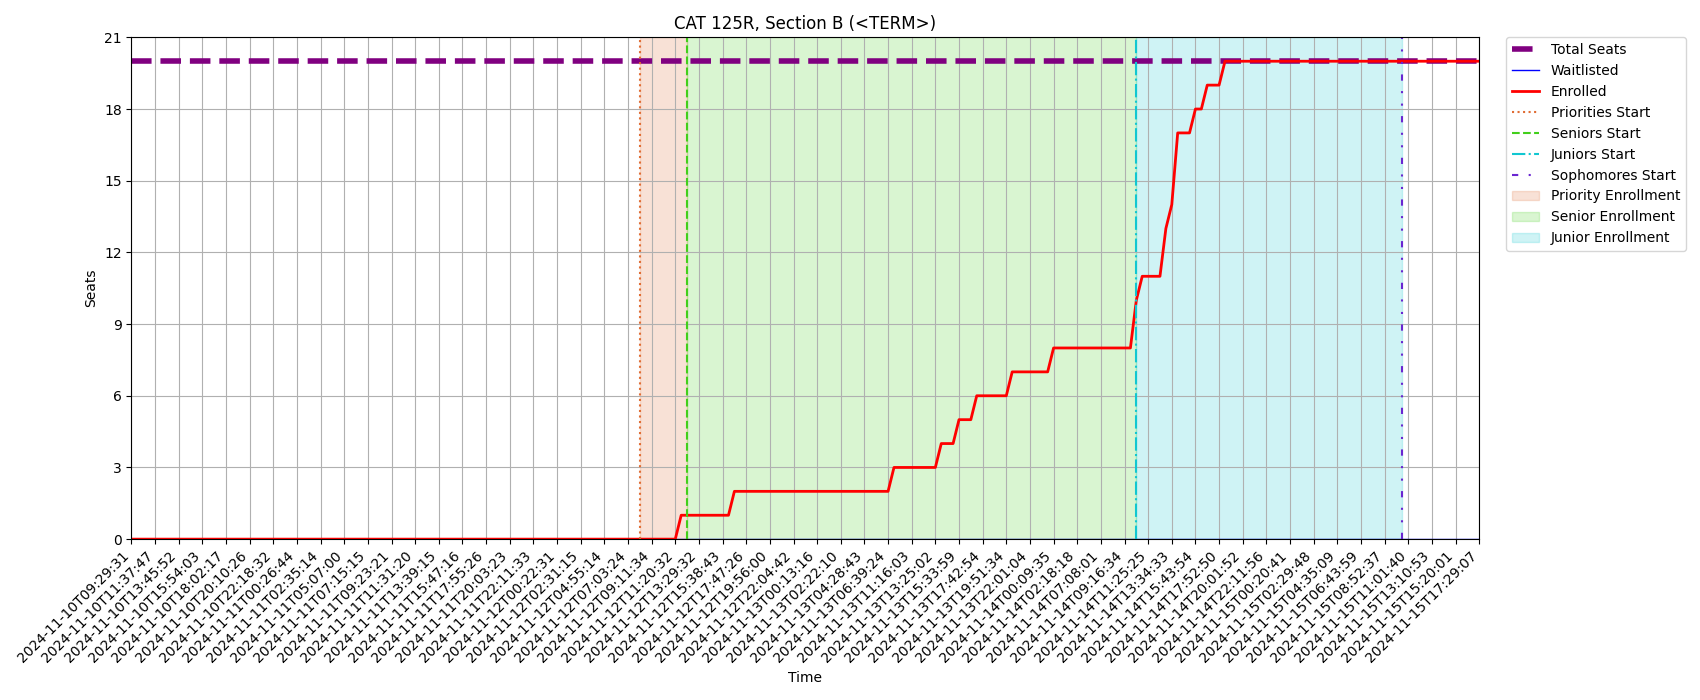 CAT 125R, Section B (<TERM>)
21
18
15
12
9
6
3
0
Seats
2024-11-10T09:29:31
2024-11-10T11:37:47
2024-11-10T13:45:52
2024-11-10T15:54:03
2024-11-10T18:02:17
2024-11-10T20:10:26
2024-11-10T22:18:32
2024-11-11T00:26:44
2024-11-11T02:35:14
2024-11-11T05:07:00
2024-11-11T07:15:15
2024-11-11T09:23:21
2024-11-11T11:31:20
2024-11-11T13:39:15
2024-11-11T15:47:16
2024-11-11T17:55:26
2024-11-11T20:03:23
2024-11-11T22:11:33
2024-11-12T00:22:31
2024-11-12T02:31:15
2024-11-12T04:55:14
2024-11-12T07:03:24
2024-11-12T09:11:34
2024-11-12T11:20:32
2024-11-12T13:29:32
2024-11-12T15:38:43
2024-11-12T17:47:26
2024-11-12T19:56:00
2024-11-12T22:04:42
2024-11-13T00:13:16
2024-11-13T02:22:10
2024-11-13T04:28:43
2024-11-13T06:39:24
2024-11-13T11:16:03
2024-11-13T13:25:02
2024-11-13T15:33:59
2024-11-13T17:42:54
2024-11-13T19:51:34
2024-11-13T22:01:04
2024-11-14T00:09:35
2024-11-14T02:18:18
2024-11-14T07:08:01
2024-11-14T09:16:34
2024-11-14T11:25:25
2024-11-14T13:34:33
2024-11-14T15:43:54
2024-11-14T17:52:50
2024-11-14T20:01:52
2024-11-14T22:11:56
2024-11-15T00:20:41
2024-11-15T02:29:48
2024-11-15T04:35:09
2024-11-15T06:43:59
2024-11-15T08:52:37
2024-11-15T11:01:40
2024-11-15T13:10:53
2024-11-15T15:20:01
2024-11-15T17:29:07
Time
Total Seats
Waitlisted
Enrolled
Priorities Start
Seniors Start
Juniors Start
Sophomores Start
Priority Enrollment
Senior Enrollment
Junior Enrollment